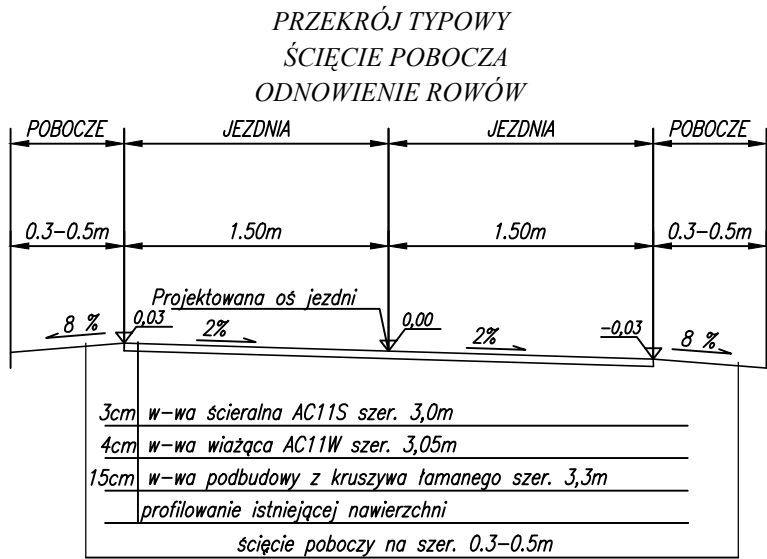 PRZEKRÓJ TYPOWY
ŚCIĘCIE POBOCZA
ODNOWIENIE ROWÓW
POBOCZE JEZDNIA JEZDNIA POBOCZE
0.3-0.5m 1.50m 1.50m 0.3-0.5m
Projektowana oś jezdni
8 % 0,03 2% 0,00 2% -0,03 8 %
3cm w-wa ścieralna AC11S szer. 3,0m
4cm w-wa wiażąca AC11W szer. 3,05m
15cm w-wa podbudowy z kruszywa łamanego szer. 3,3m
profilowanie istniejącej nawierzchni
ścięcie poboczy na szer. 0.3-0.5m